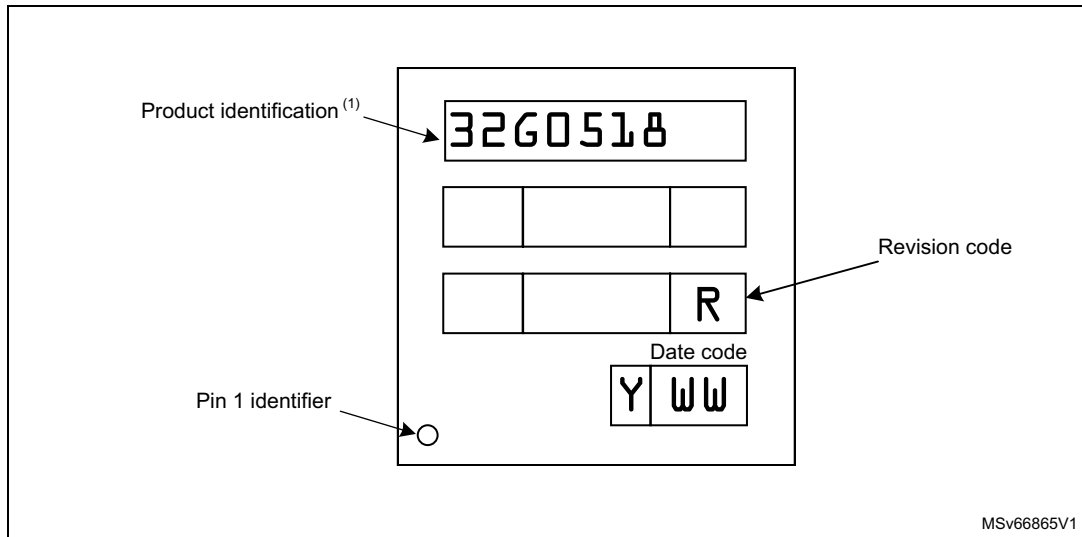 Product identification (1)
32G0518
Revision code
R
Date code
Y WW
Pin 1 identifier
MSv66865V1